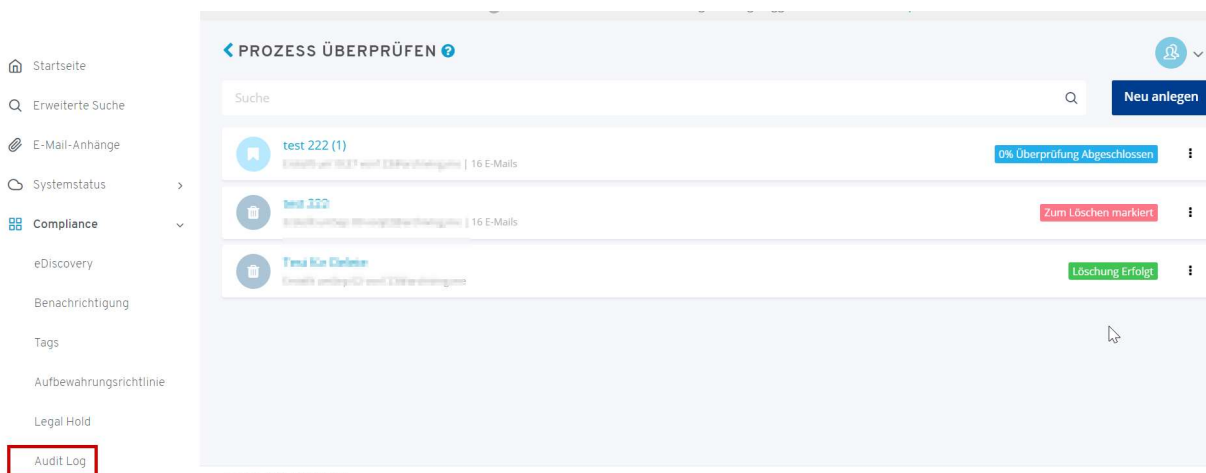 PROZESS ÜBERPRÜFEN ?
Startseite
Erweiterte Suche
E-Mail-Anhänge
Systemstatus
Compliance
eDiscovery
Benachrichtigung
Tags
Aufbewahrungsrichtlinie
Legal Hold
Audit Log
Suche
Neu anlegen
test 222 (1)
| 16 E-Mails
0% Überprüfung Abgeschlossen
| 16 E-Mails
Zum Löschen markiert
Löschung Erfolgt